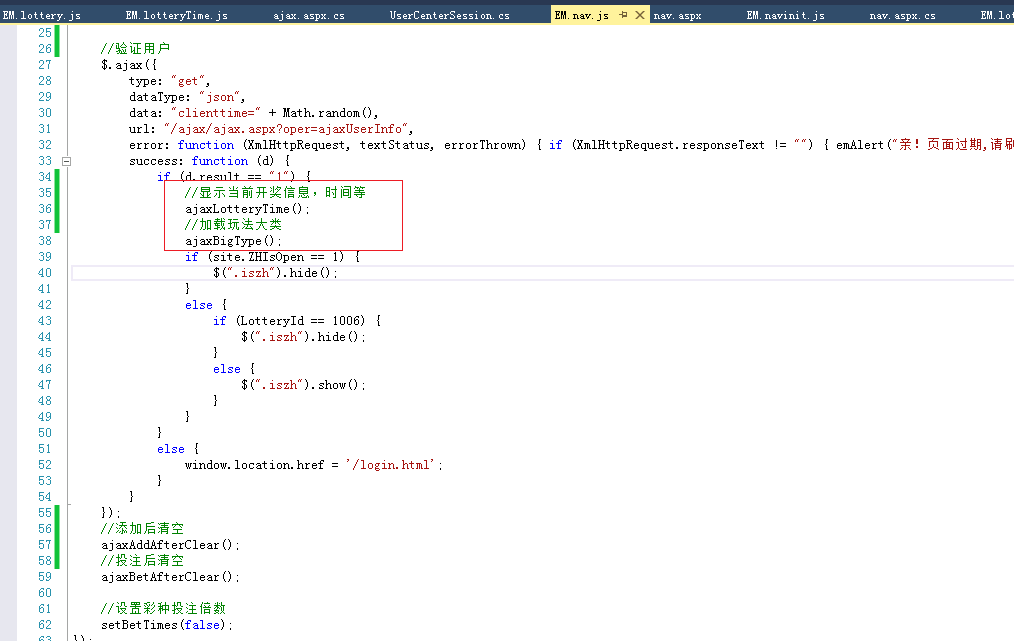 EM.lottery.js EM.lotteryTime.js ajax.aspx.cs UserCenterSession.cs EM.nav.js nav.aspx EM.navinit.js nav.aspx.cs EM.lot
25
26 //验证用户
27 $.ajax({
28 type: "get",
29 dataType: "json",
30 data: "clienttime=" + Math.random(),
31 url: "/ajax/ajax.aspx?oper=ajaxUserInfo",
32 error: function (XmlHttpRequest, textStatus, errorThrown) { if (XmlHttpRequest.responseText != "") { emAlert("亲！页面过期,请刷
33 success: function (d) {
34 if (d.result == "1") {
35 //显示当前开奖信息，时间等
36 ajaxLotteryTime();
37 //加载玩法大类
38 ajaxBigType();
39 if (site.ZHIsOpen == 1) {
40 $(".iszh").hide();
41 }
42 else {
43 if (LotteryId == 1006) {
44 $(".iszh").hide();
45 }
46 else {
47 $(".iszh").show();
48 }
49 }
50 }
51 else {
52 window.location.href = '/login.html';
53 }
54 }
55 });
56 //添加后清空
57 ajaxAddAfterClear();
58 //投注后清空
59 ajaxBetAfterClear();
60
61 //设置彩种投注倍数
62 setBetTimes(false);
63 });